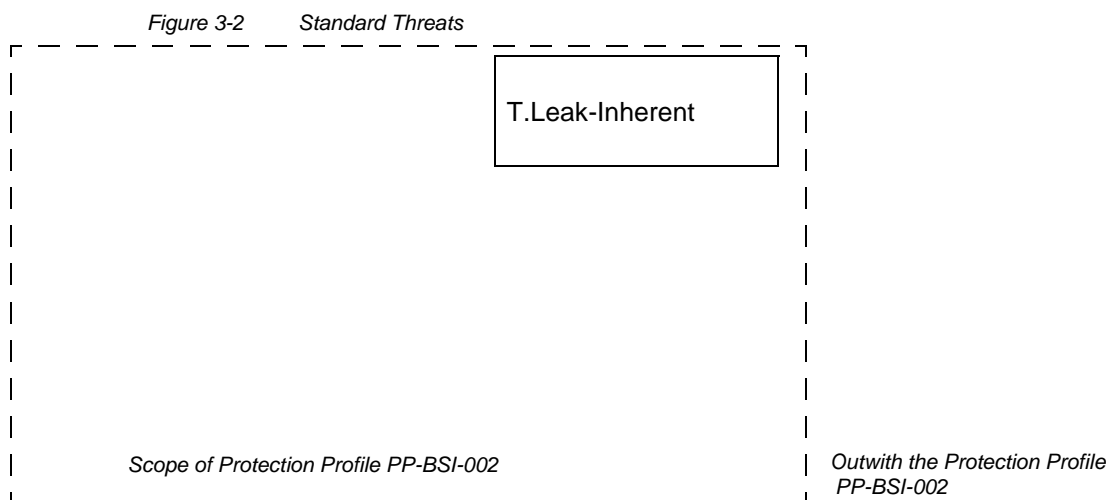 Figure 3-2 Standard Threats
T.Leak-Inherent
Scope of Protection Profile PP-BSI-002
Outwith the Protection Profile
PP-BSI-002